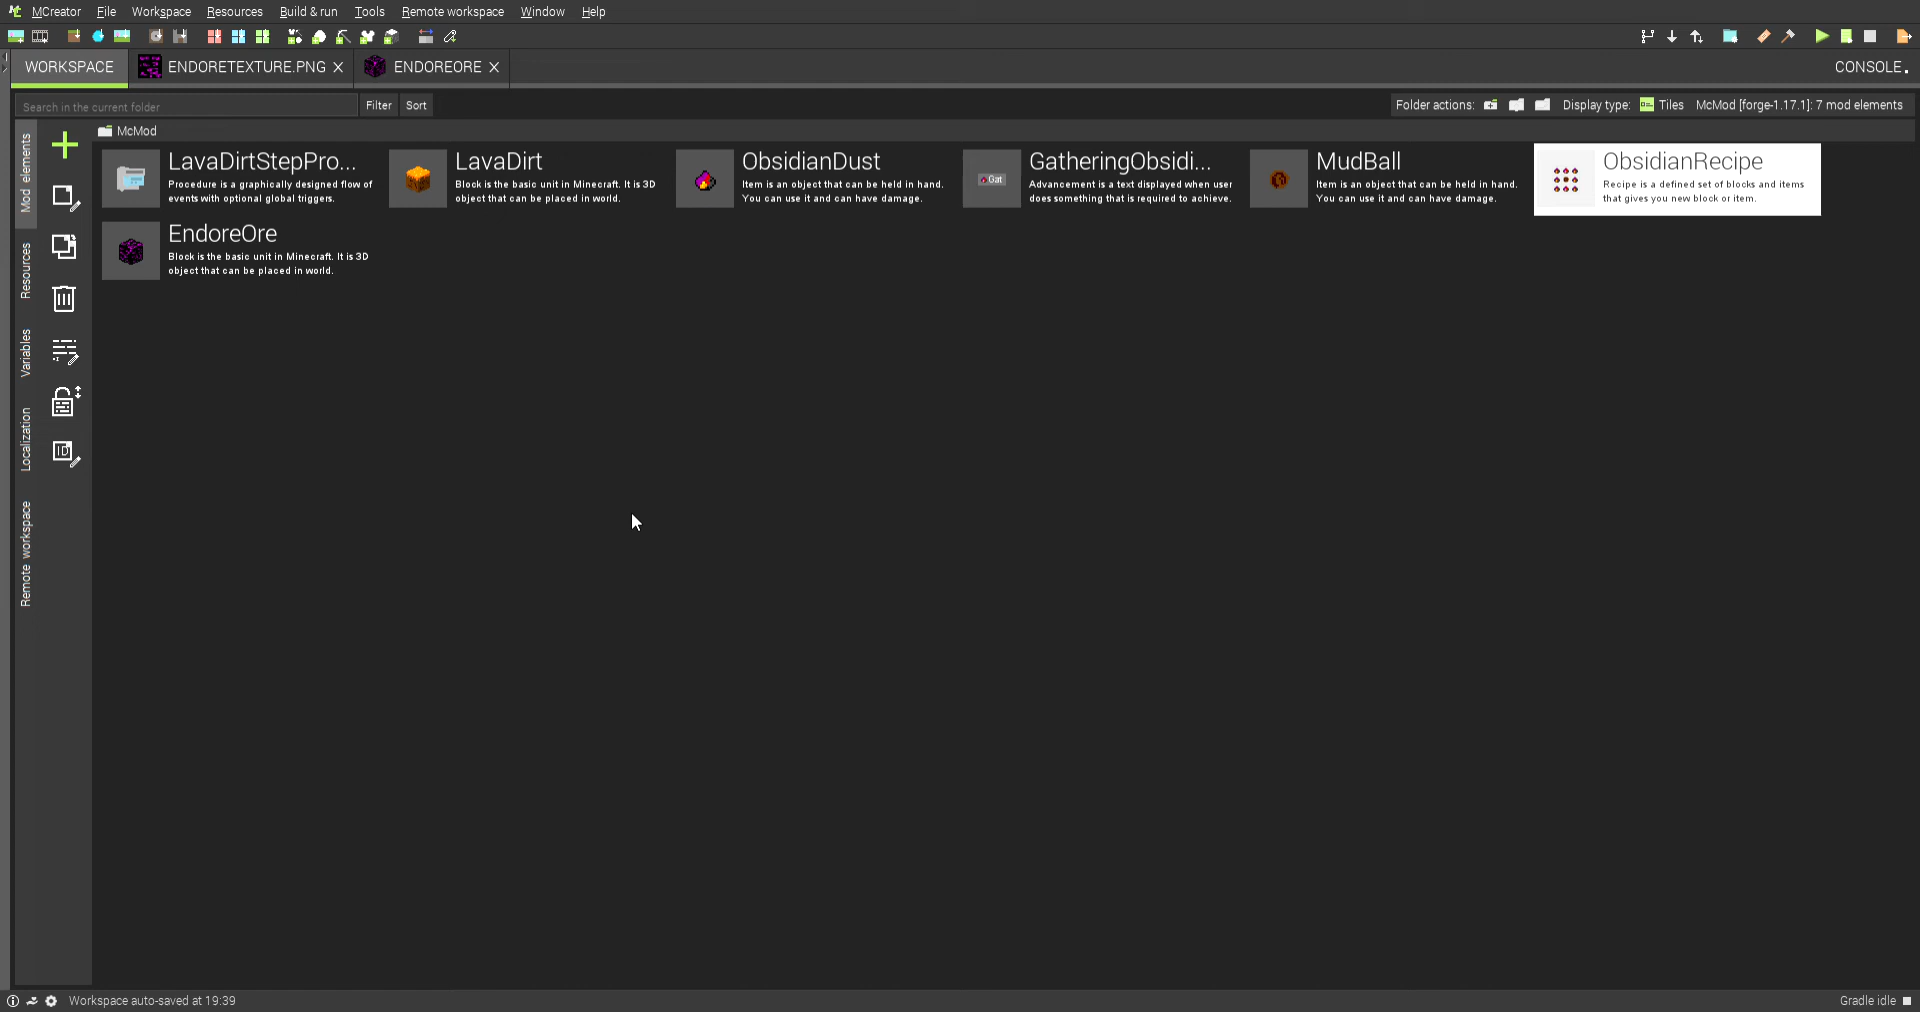 MCreator File Workspace Resources Build & run Tools Remote workspace Window Help
WORKSPACE ENDORETEXTURE.PNG ENDOREORE CONSOLE
Search in the current folder Filter Sort Folder actions: Display type: Tiles McMod [forge-1.17.1]: 7 mod elements
McMod
Mod elements
Resources
Variables
Localization
Remote workspace
LavaDirtStepPro...
Procedure is a graphically designed flow of
events with optional global triggers.
LavaDirt
Block is the basic unit in Minecraft. It is 3D
object that can be placed in world.
ObsidianDust
Item is an object that can be held in hand.
You can use it and can have damage.
Gat
GatheringObsidi...
Advancement is a text displayed when user
does something that is required to achieve.
MudBall
Item is an object that can be held in hand.
You can use it and can have damage.
ObsidianRecipe
Recipe is a defined set of blocks and items
that gives you new block or item.
EndoreOre
Block is the basic unit in Minecraft. It is 3D
object that can be placed in world.
ID
Workspace auto-saved at 19:39 Gradle idle